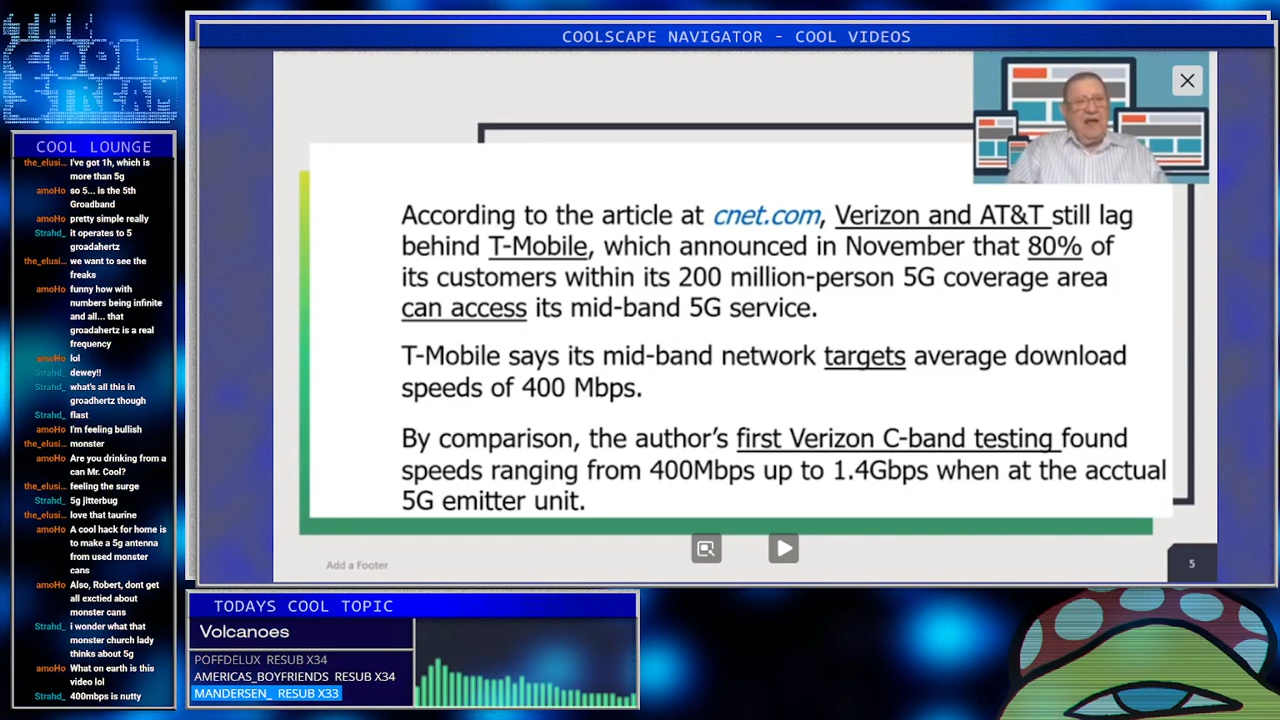 COOLSCAPE NAVIGATOR - COOL VIDEOS
COOL LOUNGE
the_elusi... I've got 1h, which is
more than 5g
amoHo so 5... is the 5th
Groadband
amoHo pretty simple really
Strahd_ it operates to 5
groadahertz
the_elusi... we want to see the
freaks
amoHo funny how with
numbers being infinite
and all... that
groadahertz is a real
frequency
amoHo lol
Strahd_ dewey!!
Strahd_ what's all this in
groadhertz though
Strahd_ flast
amoHo I'm feeling bullish
the_elusi... monster
amoHo Are you drinking from a
can Mr. Cool?
the_elusi... feeling the surge
Strahd_ 5g jitterbug
the_elusi... love that taurine
amoHo A cool hack for home is
to make a 5g antenna
from used monster
cans
amoHo Also, Robert, dont get
all exctied about
monster cans
Strahd_ i wonder what that
monster church lady
thinks about 5g
amoHo What on earth is this
video lol
Strahd_ 400mbps is nutty
According to the article at cnet.com, Verizon and AT&T still lag
behind T-Mobile, which announced in November that 80% of
its customers within its 200 million-person 5G coverage area
can access its mid-band 5G service.
T-Mobile says its mid-band network targets average download
speeds of 400 Mbps.
By comparison, the author's first Verizon C-band testing found
speeds ranging from 400Mbps up to 1.4Gbps when at the acctual
5G emitter unit.
Add a Footer
5
TODAYS COOL TOPIC
Volcanoes
POFFDELUX RESUB X34
AMERICAS_BOYFRIENDS RESUB X34
MANDERSEN_ RESUB X33